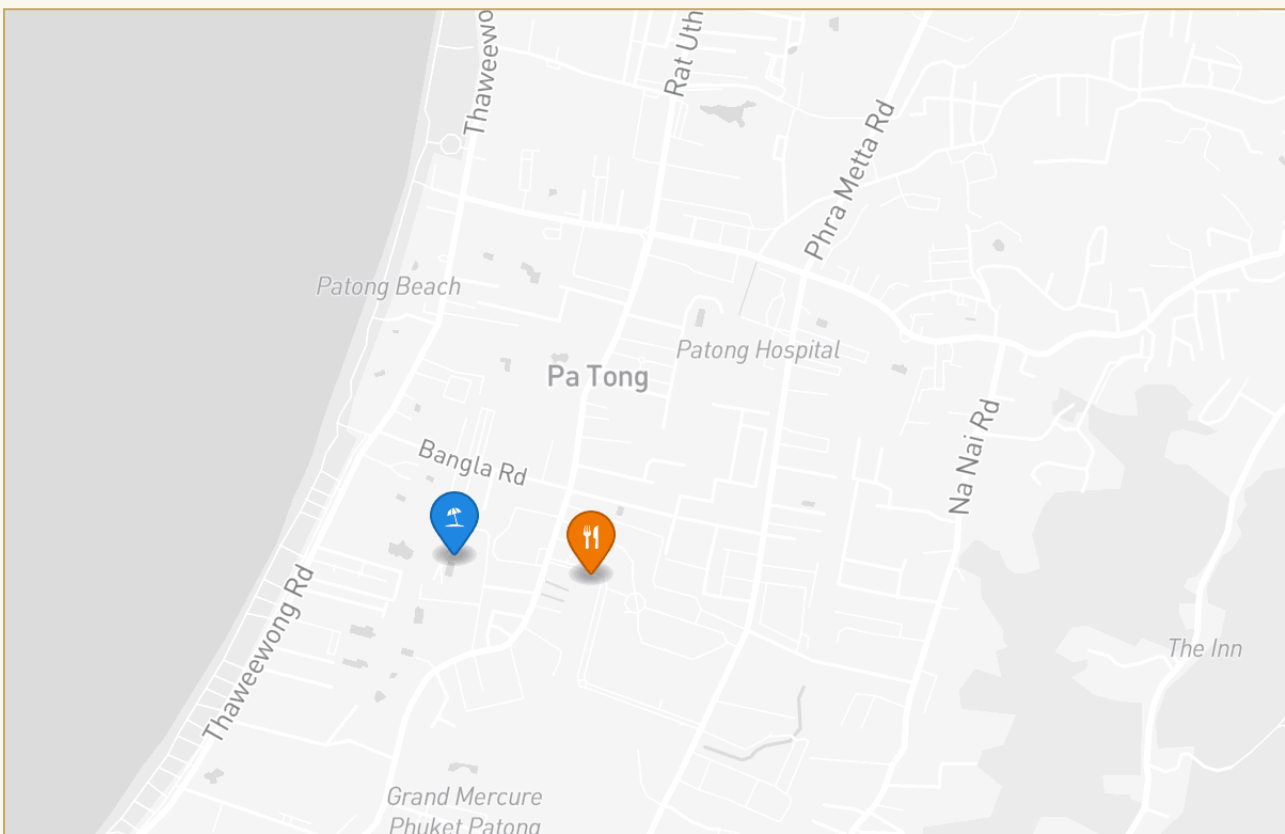 Thaweewo
Rat Uth
Phra Metta Rd
Patong Beach
Patong Hospital
Pa Tong
Bangla Rd
Na Nai Rd
Thaweewong Rd
The Inn
Grand Mercure
Phuket Patong